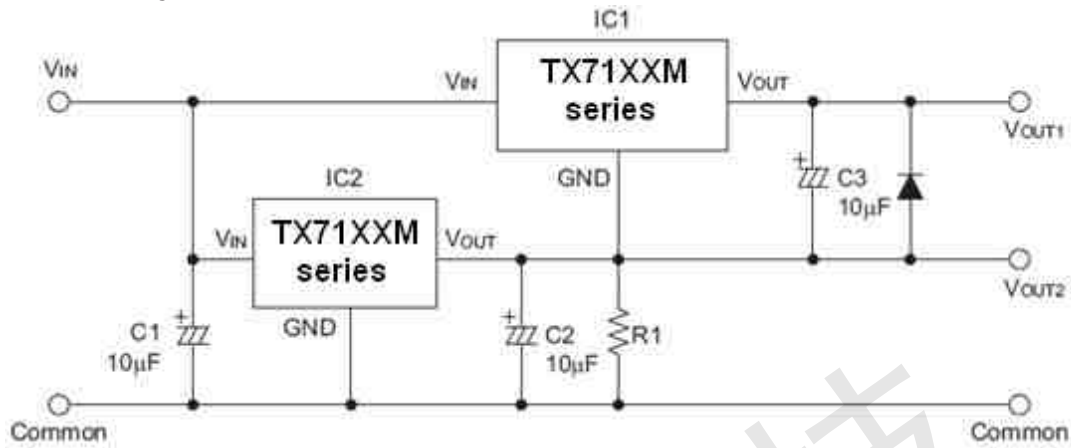 IC1
VIN
VIN
TX71XXM
series
VOUT
VOUT1
GND
C3
10μF
IC2
VIN
TX71XXM
series
VOUT
VOUT2
GND
C1
10μF
C2
10μF
R1
Common
Common